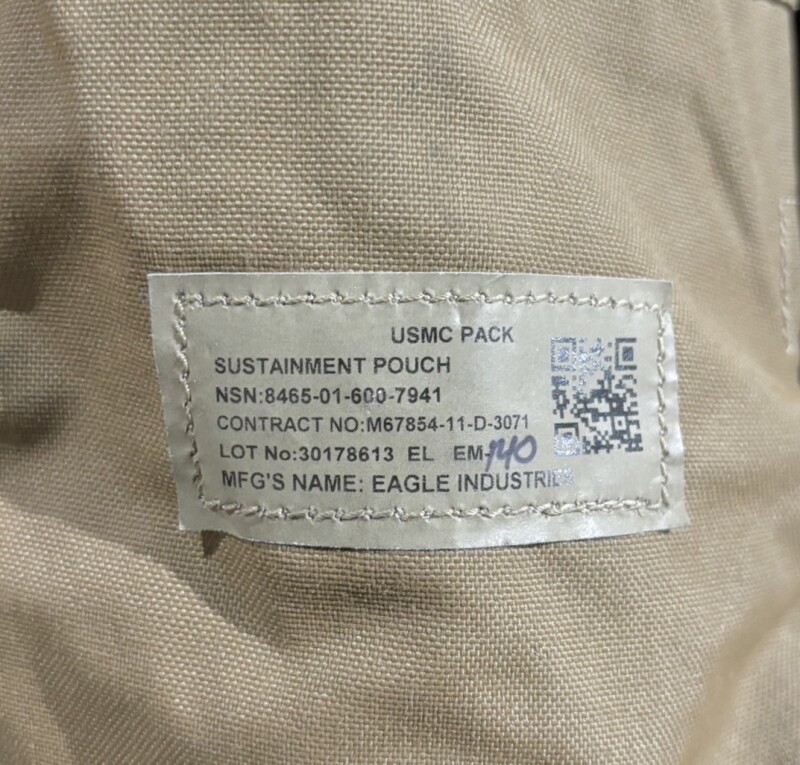 USMC PACK
SUSTAINMENT POUCH
NSN:8465-01-600-7941
CONTRACT NO:M67854-11-D-3071
LOT No:30178613 EL EM-140
MFG'S NAME: EAGLE INDUSTRIES